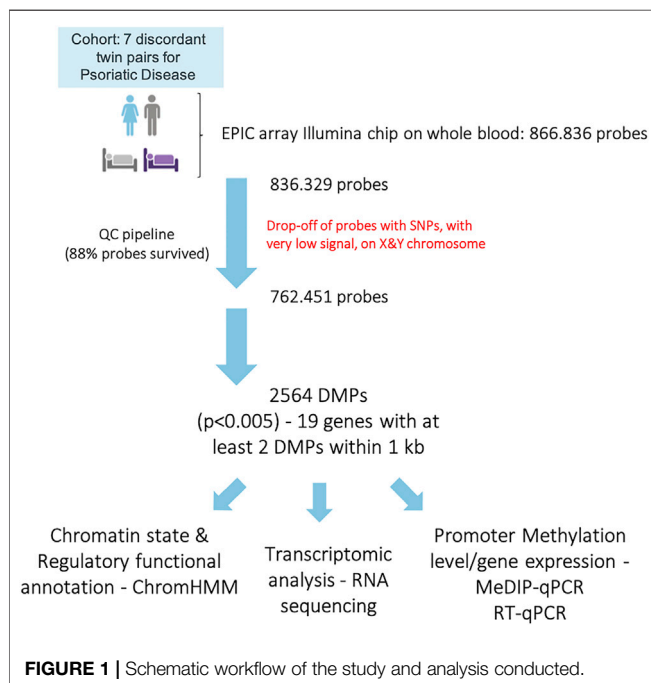 Cohort: 7 discordant
twin pairs for
Psoriatic Disease
EPIC array Illumina chip on whole blood: 866.836 probes
836.329 probes
QC pipeline
(88% probes survived)
Drop-off of probes with SNPs, with
very low signal, on X&Y chromosome
762.451 probes
2564 DMPs
(p<0.005) - 19 genes with at
least 2 DMPs within 1 kb
Chromatin state &
Regulatory functional
annotation - ChromHMM
Transcriptomic
analysis - RNA
sequencing
Promoter Methylation
level/gene expression -
MeDIP-qPCR
RT-qPCR
FIGURE 1 | Schematic workflow of the study and analysis conducted.